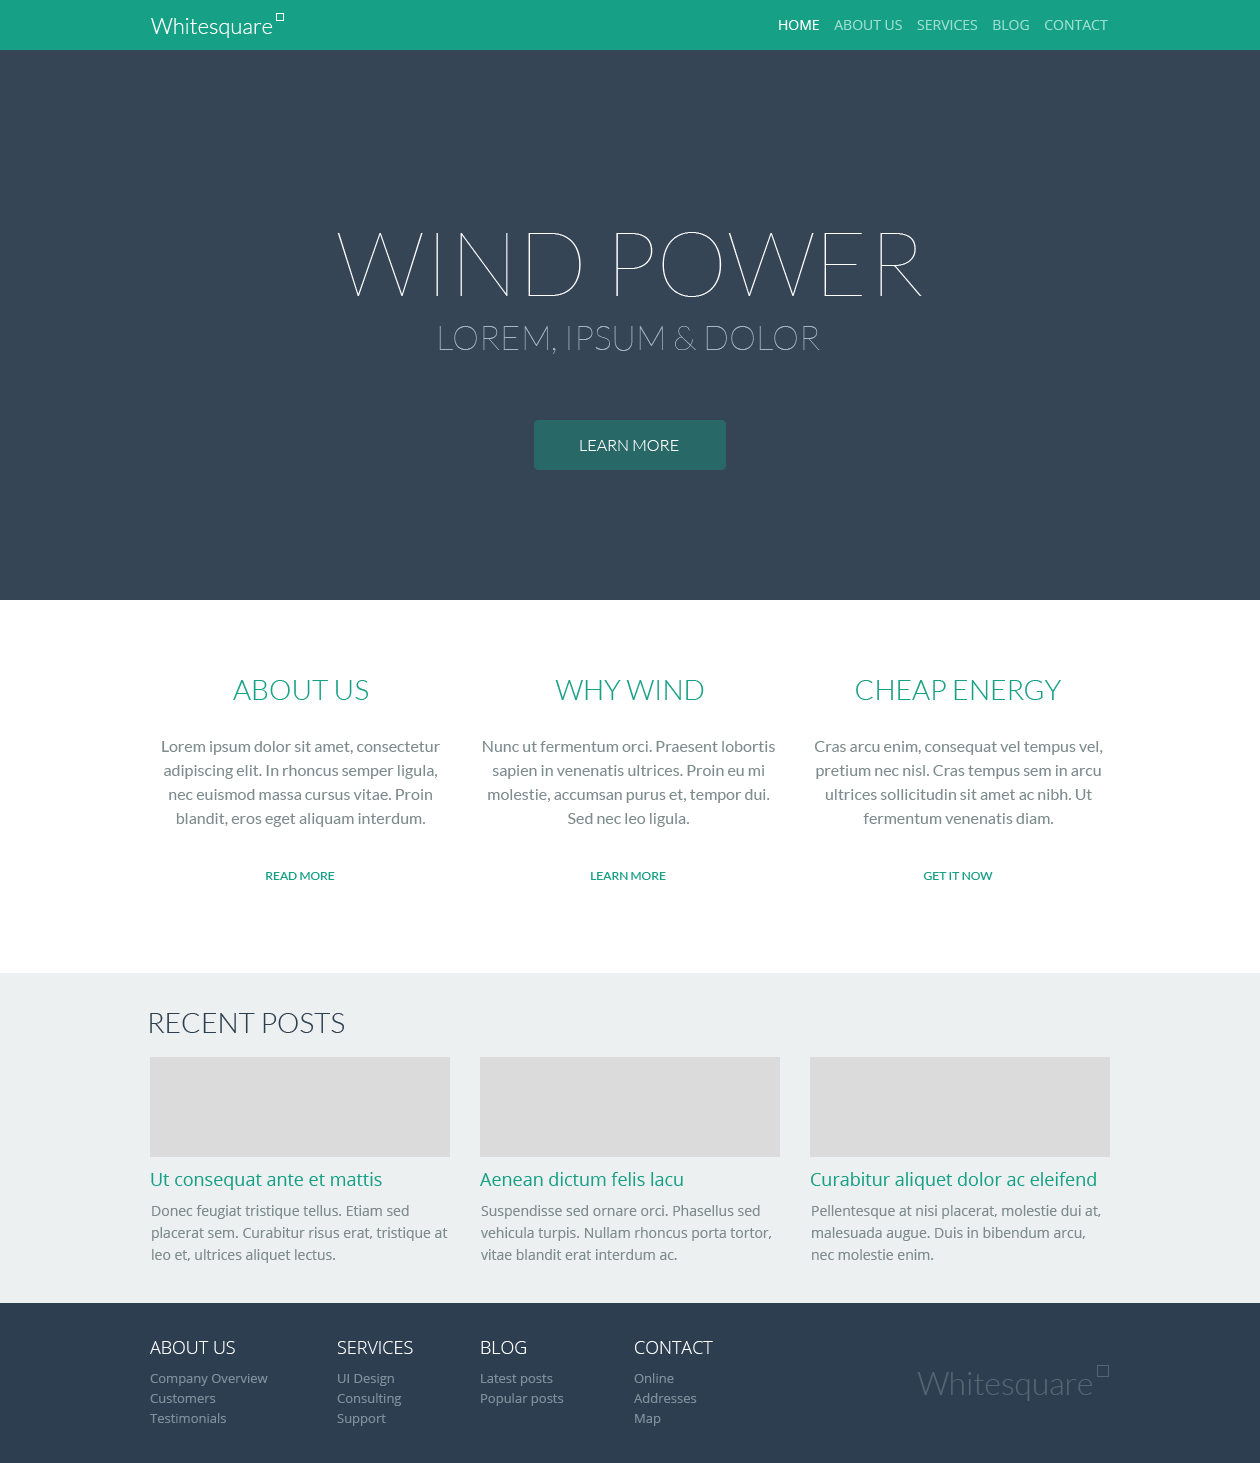 Whitesquare
HOME ABOUT US SERVICES BLOG CONTACT
WIND POWER
LOREM, IPSUM & DOLOR
LEARN MORE
ABOUT US
Lorem ipsum dolor sit amet, consectetur
adipiscing elit. In rhoncus semper ligula,
nec euismod massa cursus vitae. Proin
blandit, eros eget aliquam interdum.
READ MORE
WHY WIND
Nunc ut fermentum orci. Praesent lobortis
sapien in venenatis ultrices. Proin eu mi
molestie, accumsan purus et, tempor dui.
Sed nec leo ligula.
LEARN MORE
CHEAP ENERGY
Cras arcu enim, consequat vel tempus vel,
pretium nec nisl. Cras tempus sem in arcu
ultrices sollicitudin sit amet ac nibh. Ut
fermentum venenatis diam.
GET IT NOW
RECENT POSTS
Ut consequat ante et mattis
Donec feugiat tristique tellus. Etiam sed
placerat sem. Curabitur risus erat, tristique at
leo et, ultrices aliquet lectus.
Aenean dictum felis lacu
Suspendisse sed ornare orci. Phasellus sed
vehicula turpis. Nullam rhoncus porta tortor,
vitae blandit erat interdum ac.
Curabitur aliquet dolor ac eleifend
Pellentesque at nisi placerat, molestie dui at,
malesuada augue. Duis in bibendum arcu,
nec molestie enim.
ABOUT US
Company Overview
Customers
Testimonials
SERVICES
UI Design
Consulting
Support
BLOG
Latest posts
Popular posts
CONTACT
Online
Addresses
Map
Whitesquare